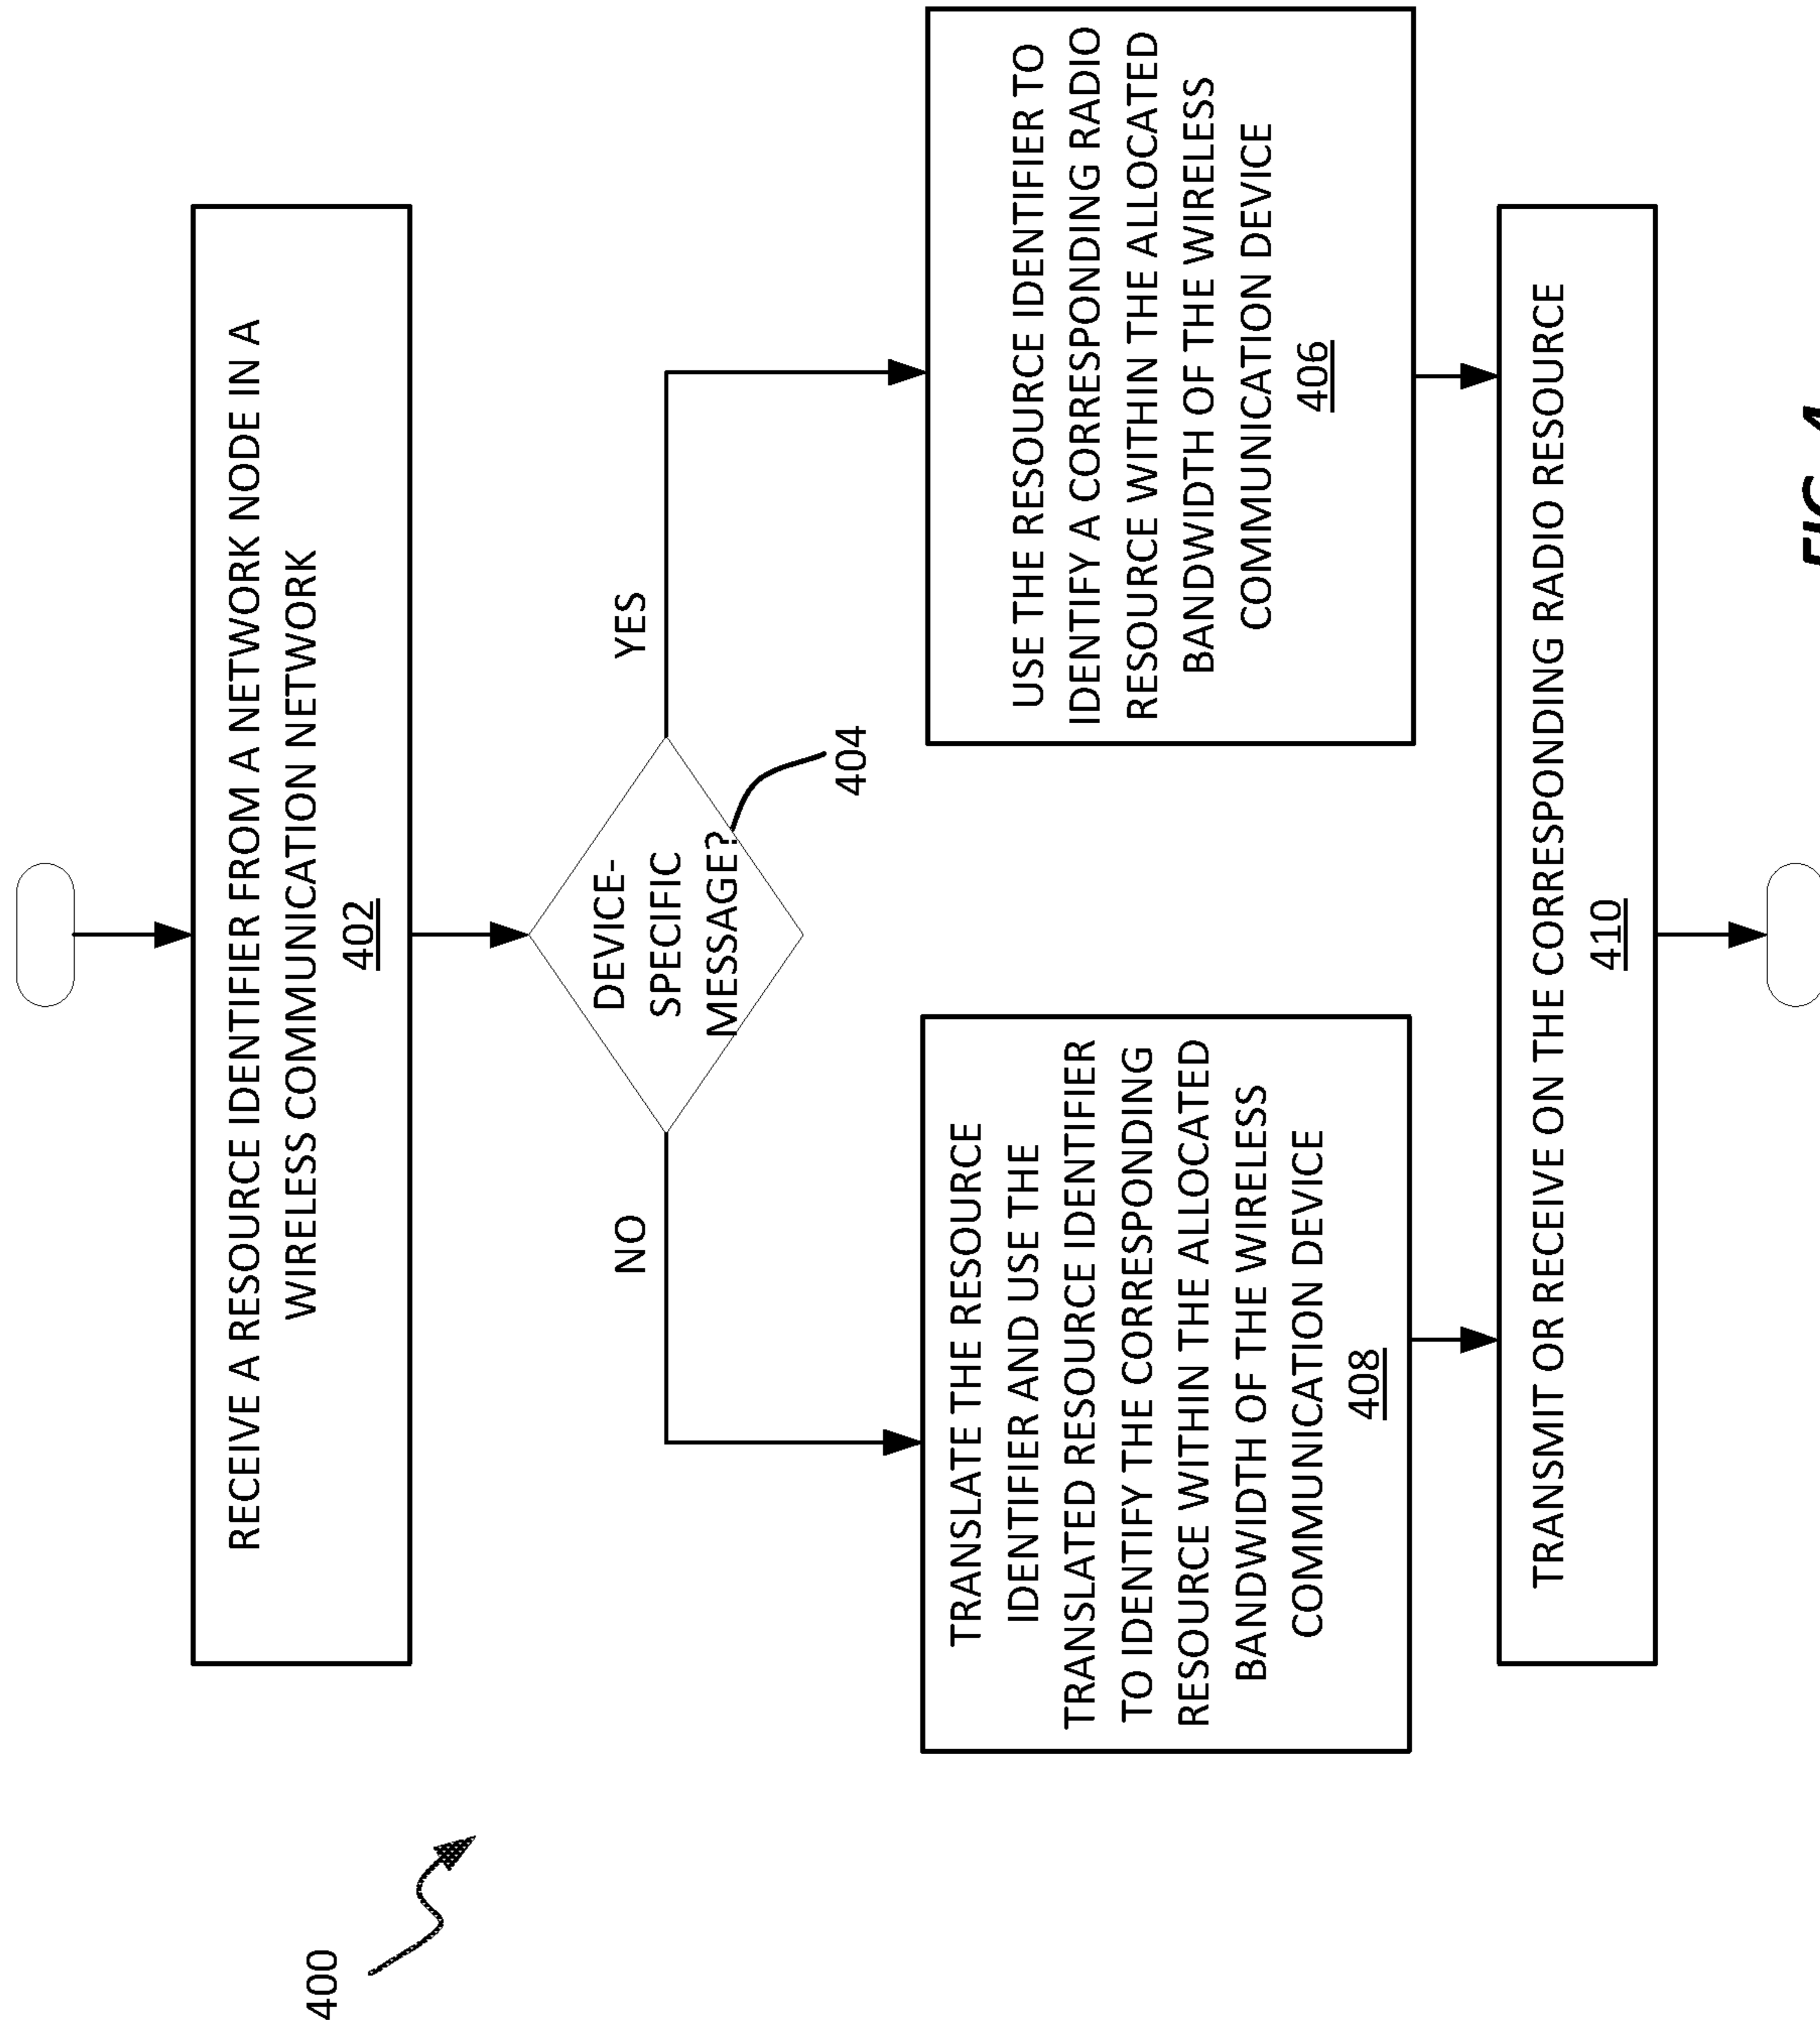 400
RECEIVE A RESOURCE IDENTIFIER FROM A NETWORK NODE IN A
WIRELESS COMMUNICATION NETWORK
402
DEVICE-
SPECIFIC
MESSAGE?
404
NO
YES
TRANSLATE THE RESOURCE
IDENTIFIER AND USE THE
TRANSLATED RESOURCE IDENTIFIER
TO IDENTIFY THE CORRESPONDING
RESOURCE WITHIN THE ALLOCATED
BANDWIDTH OF THE WIRELESS
COMMUNICATION DEVICE
408
USE THE RESOURCE IDENTIFIER TO
IDENTIFY A CORRESPONDING RADIO
RESOURCE WITHIN THE ALLOCATED
BANDWIDTH OF THE WIRELESS
COMMUNICATION DEVICE
406
TRANSMIT OR RECEIVE ON THE CORRESPONDING RADIO RESOURCE
410
FIG. 4